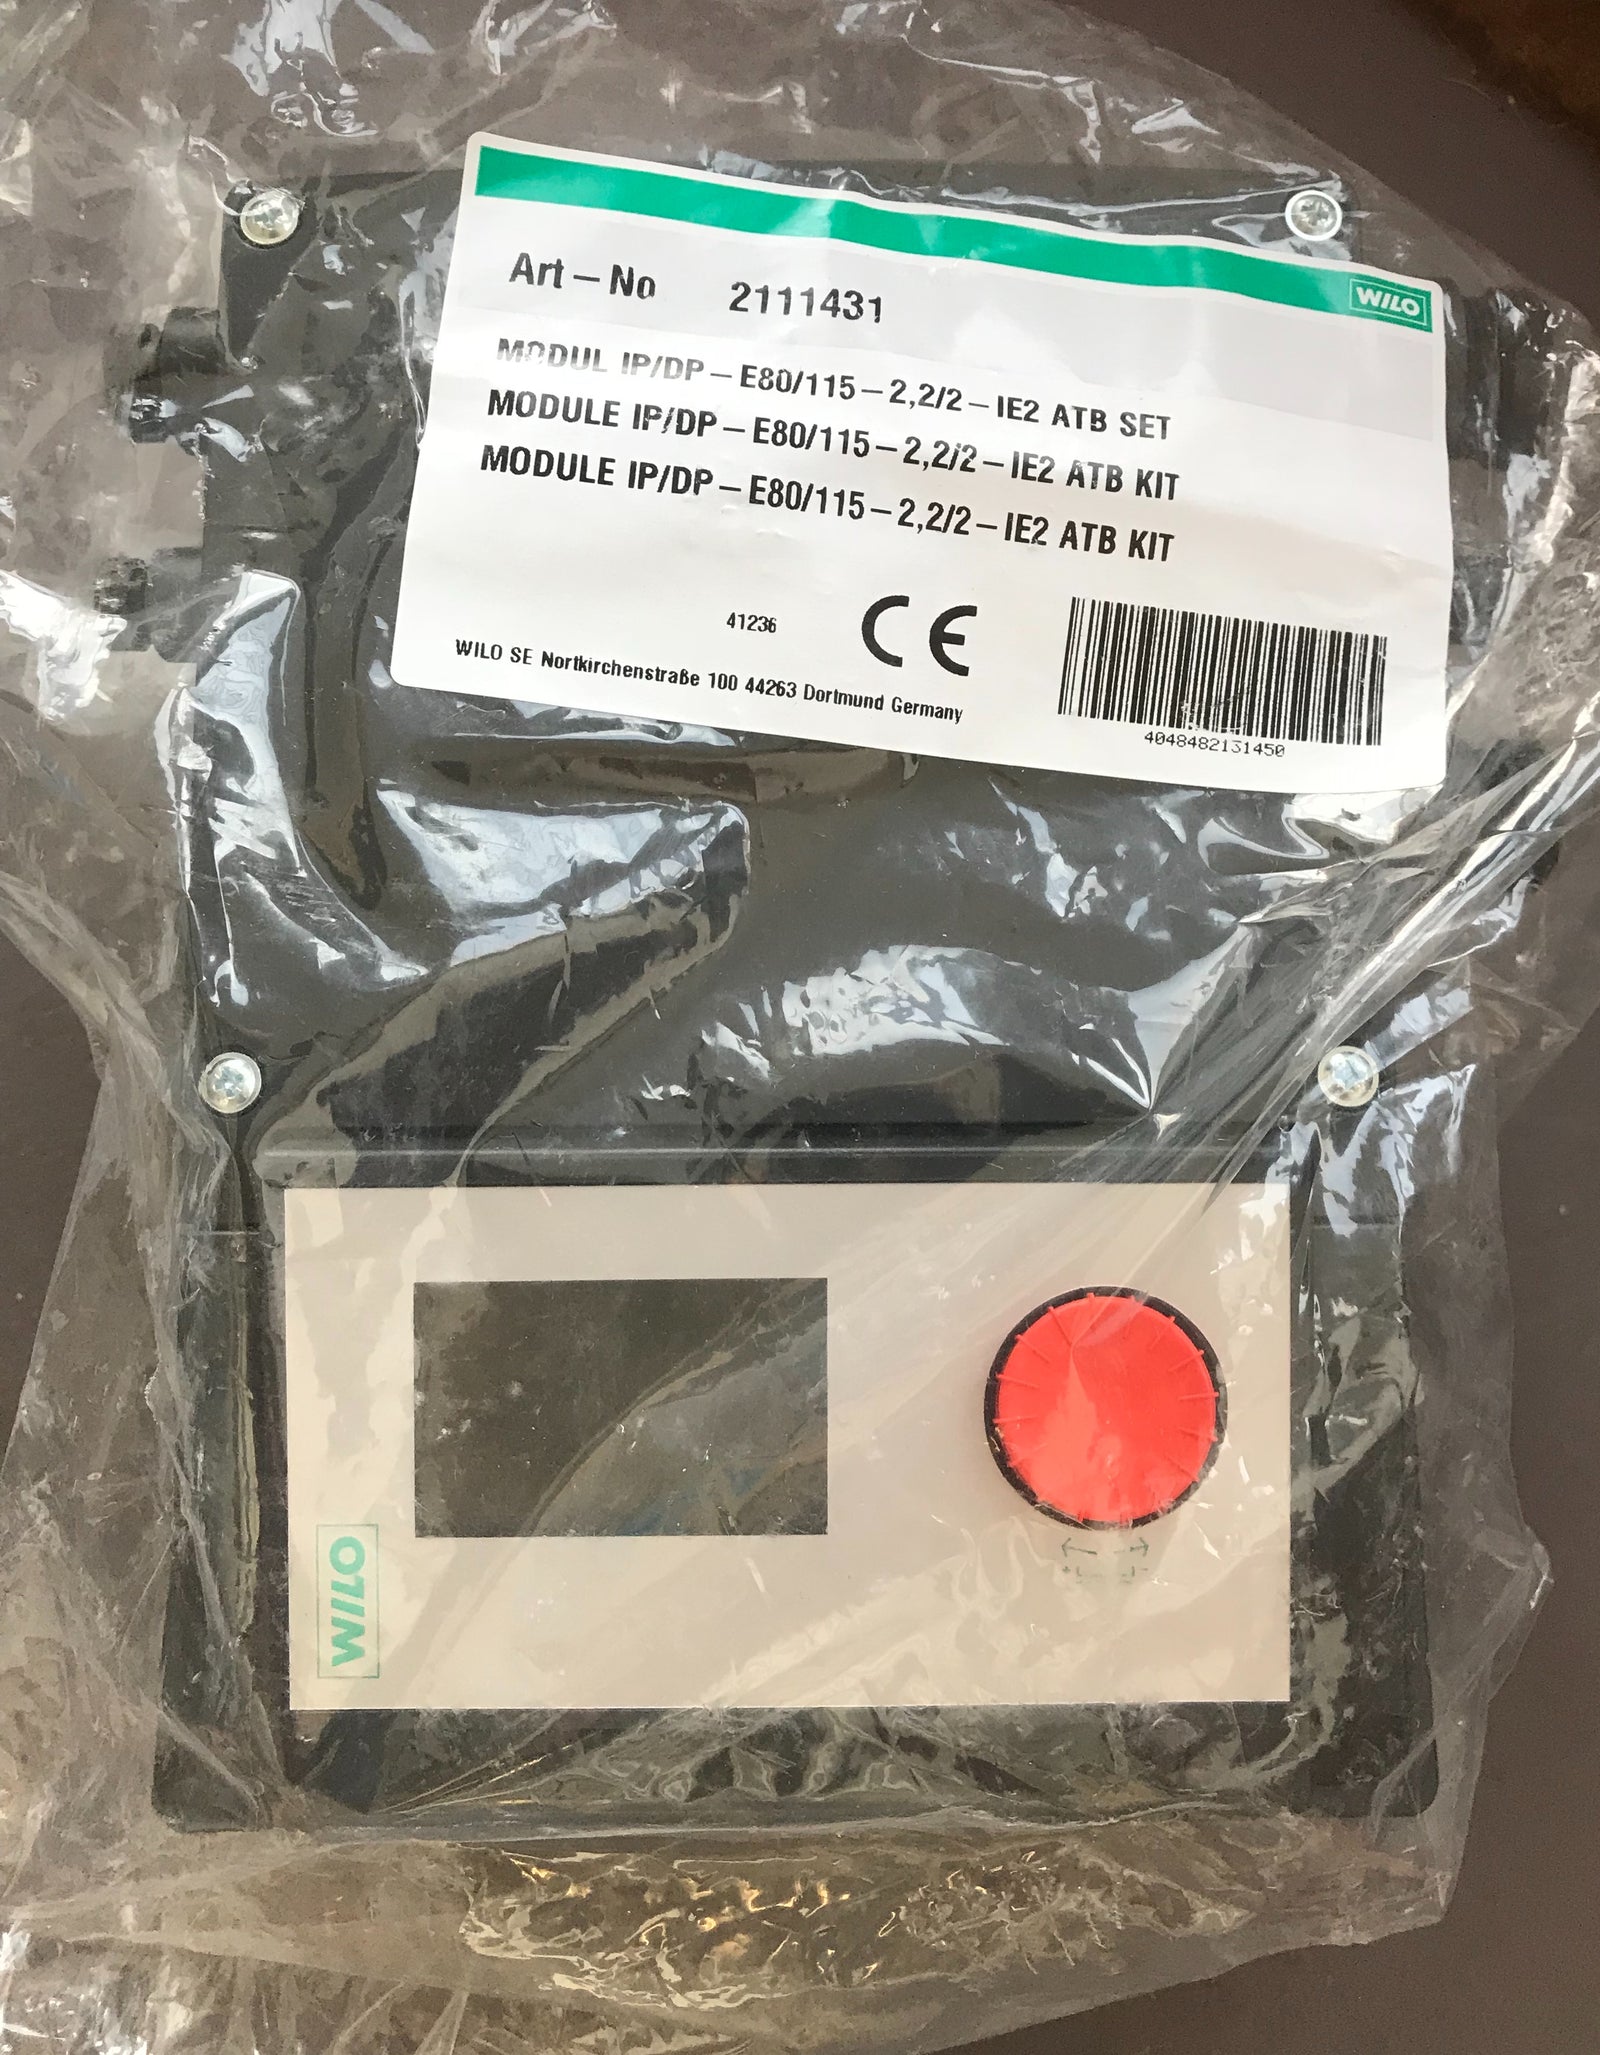 WILO
Art – No 2111431
MODUL IP/DP – E80/115 – 2,2/2 – IE2 ATB SET
MODULE IP/DP – E80/115 – 2,2/2 – IE2 ATB KIT
MODULE IP/DP – E80/115 – 2,2/2 – IE2 ATB KIT
41236
CE
WILO SE Nortkirchenstraße 100 44263 Dortmund Germany
4048482131450
WILO